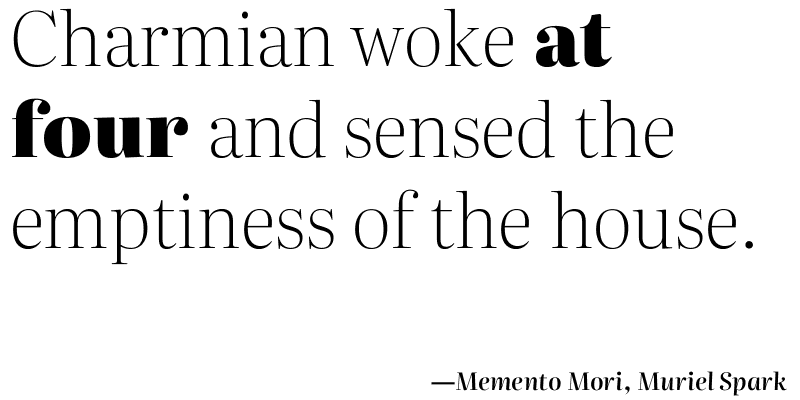 Charmian woke at
four and sensed the
emptiness of the house.
—Memento Mori, Muriel Spark